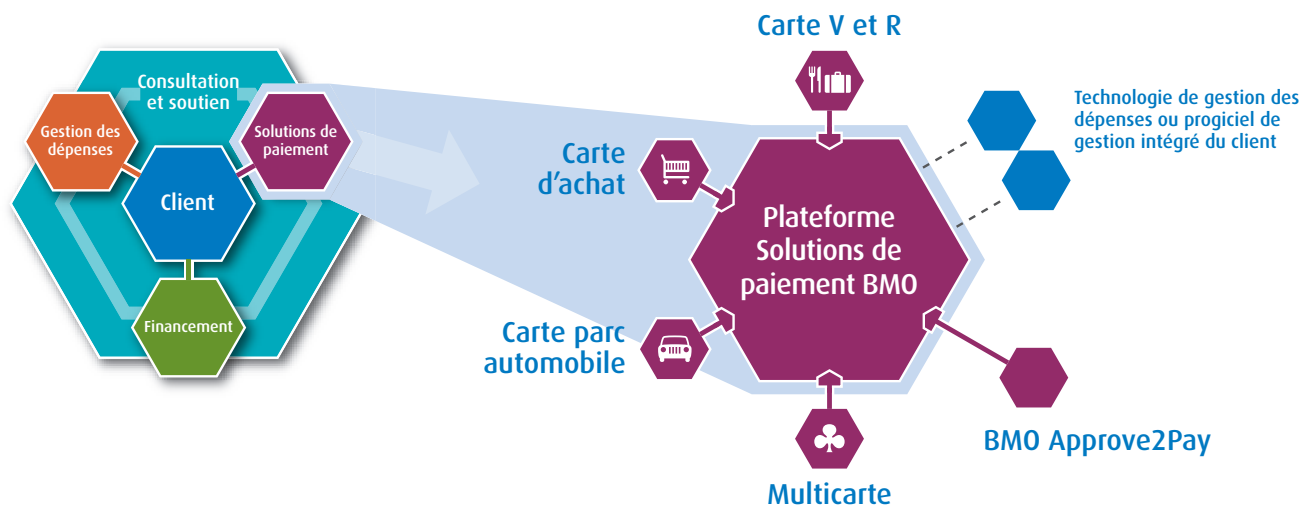 Consultation
et soutien
Gestion des
dépenses
Solutions de
paiement
Client
Financement
Carte V et R
Carte
d'achat
Plateforme
Solutions de
paiement BMO
Technologie de gestion des
dépenses ou progiciel de
gestion intégré du client
Carte parc
automobile
BMO Approve2Pay
Multicarte